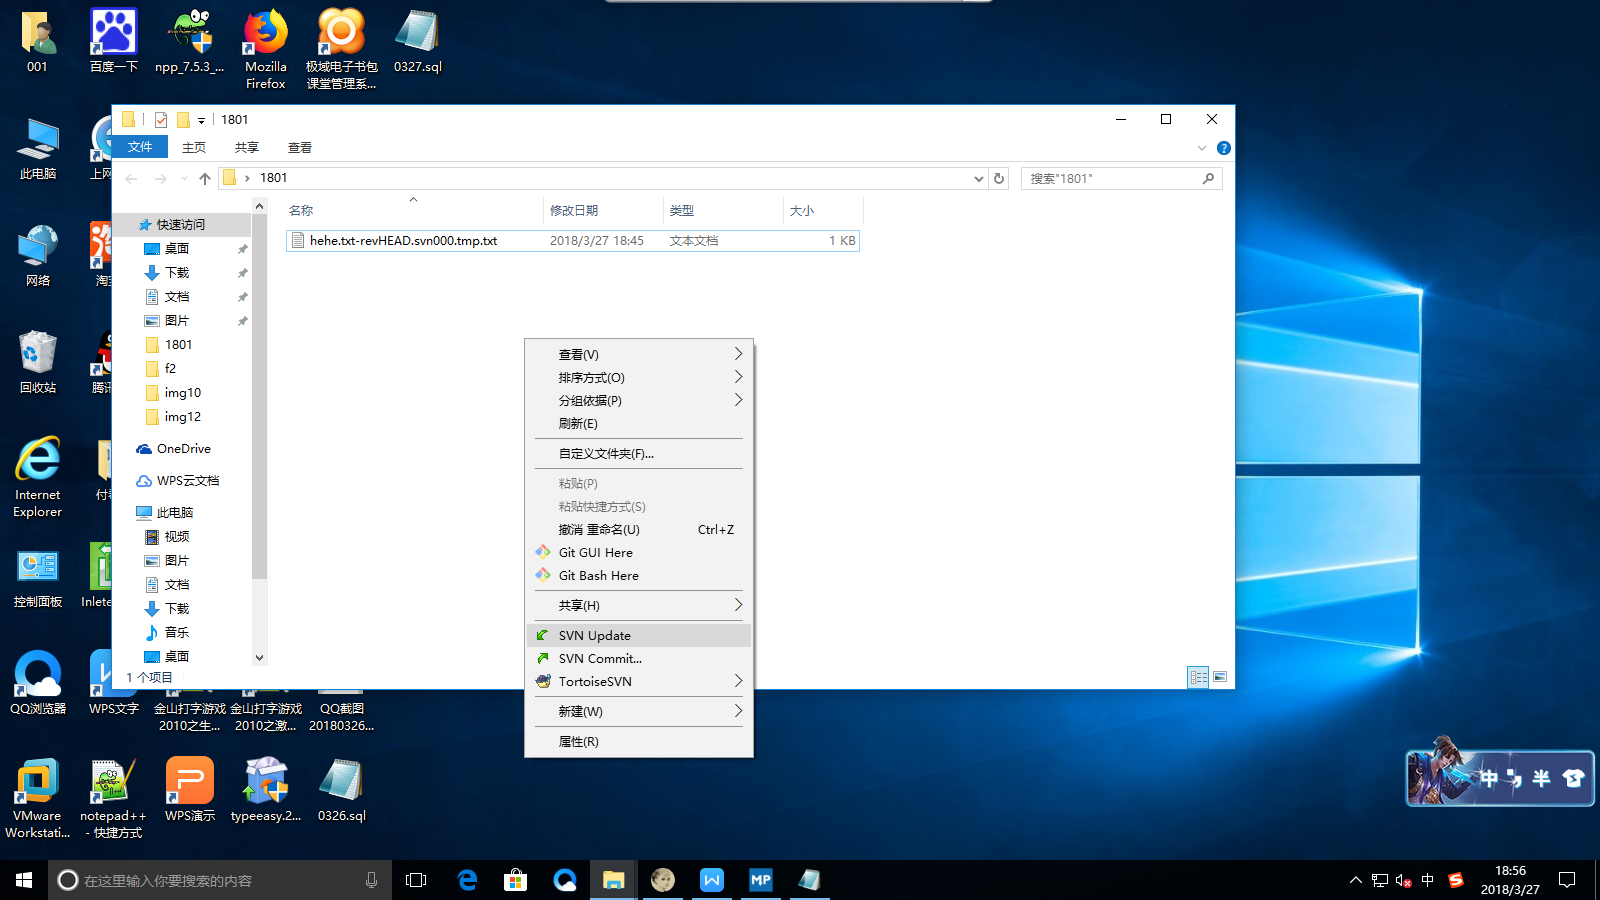 001
百度一下
npp_7.5.3_...
Mozilla
Firefox
极域电子书包
课堂管理系...
0327.sql
此电脑
上网
网络
淘宝
回收站
腾讯
Internet
Explorer
控制面板
Inlete
QQ浏览器
WPS文字
金山打字游戏
2010之生...
金山打字游戏
2010之激...
QQ截图
20180326...
VMware
Workstati...
notepad++
- 快捷方式
WPS演示
typeeasy.2...
0326.sql
1801
文件
主页
共享
查看
1801
搜索"1801"
名称
修改日期
类型
大小
hehe.txt-revHEAD.svn000.tmp.txt
2018/3/27 18:45
文本文档
1 KB
快速访问
桌面
下载
文档
图片
1801
f2
img10
img12
OneDrive
WPS云文档
此电脑
视频
图片
文档
下载
音乐
桌面
1 个项目
查看(V)
排序方式(O)
分组依据(P)
刷新(E)
自定义文件夹(F)...
粘贴(P)
粘贴快捷方式(S)
撤消 重命名(U)
Ctrl+Z
Git GUI Here
Git Bash Here
共享(H)
SVN Update
SVN Commit...
TortoiseSVN
新建(W)
属性(R)
中
半
在这里输入你要搜索的内容
MP
中
18:56
2018/3/27